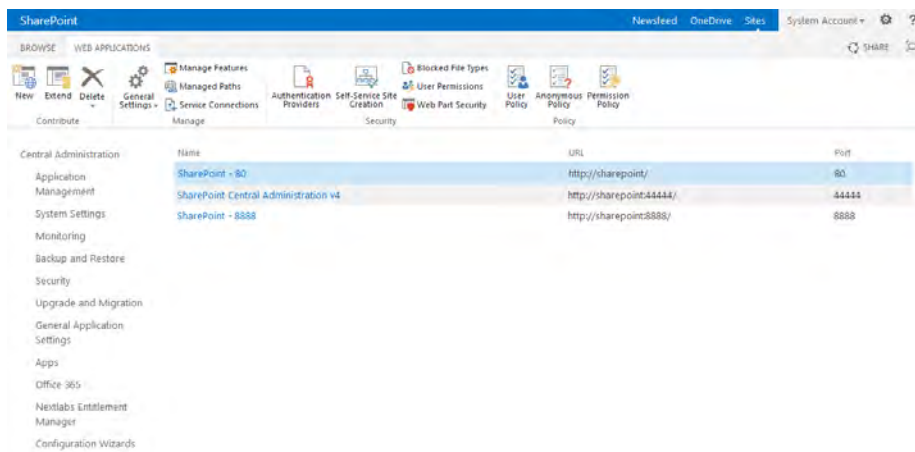 SharePoint
Newsfeed OneDrive Sites System Account ?
BROWSE WEB APPLICATIONS SHARE
New Extend Delete
General Settings
Manage Features
Managed Paths
Service Connections
Authentication Providers
Self-Service Site Creation
Blocked File Types
User Permissions
Web Part Security
User Policy
Anonymous Policy
Permission Policy
Contribute Manage Security Policy
Central Administration
Application Management
System Settings
Monitoring
Backup and Restore
Security
Upgrade and Migration
General Application Settings
Apps
Office 365
Nextlabs Entitlement Manager
Configuration Wizards
Name URL Port
SharePoint - 80 http://sharepoint/ 80
SharePoint Central Administration v4 http://sharepoint:44444/ 44444
SharePoint - 8888 http://sharepoint:8888/ 8888